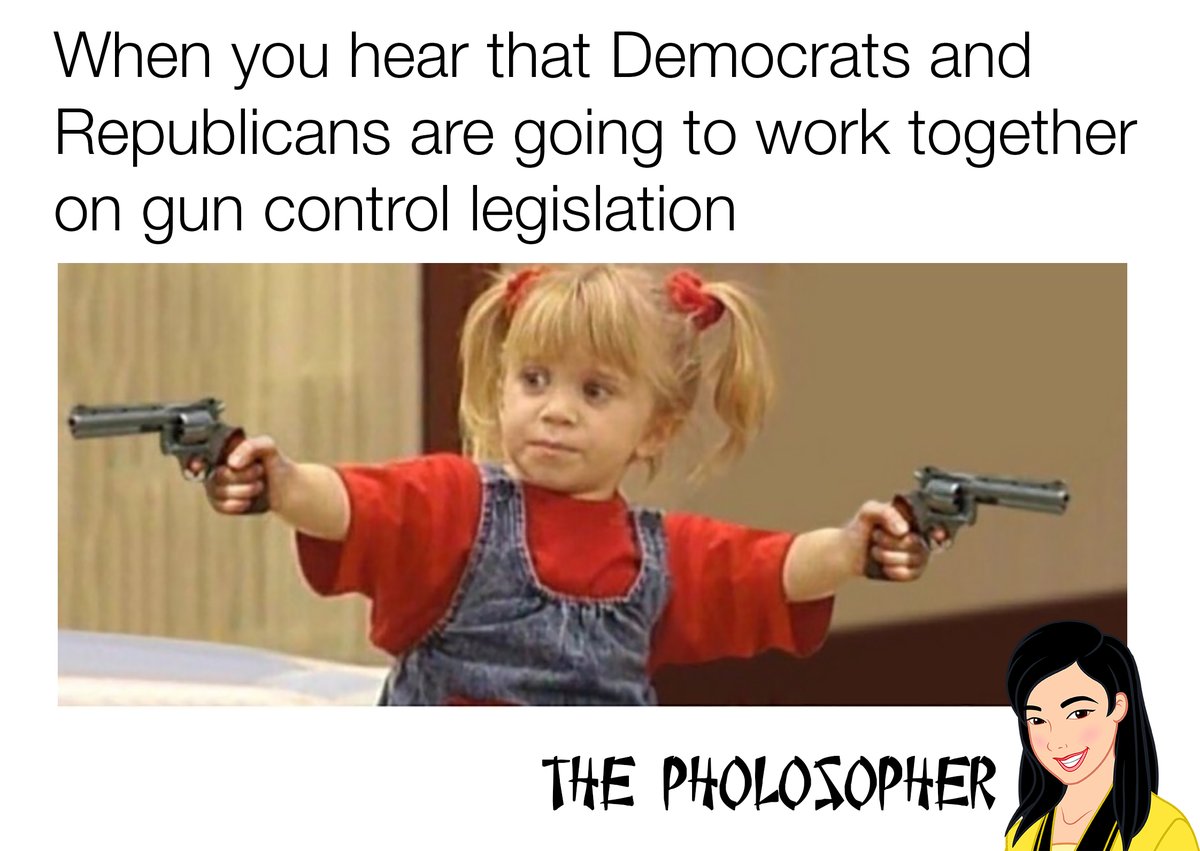 When you hear that Democrats and
Republicans are going to work together
on gun control legislation
THE PHOLOSOPHER